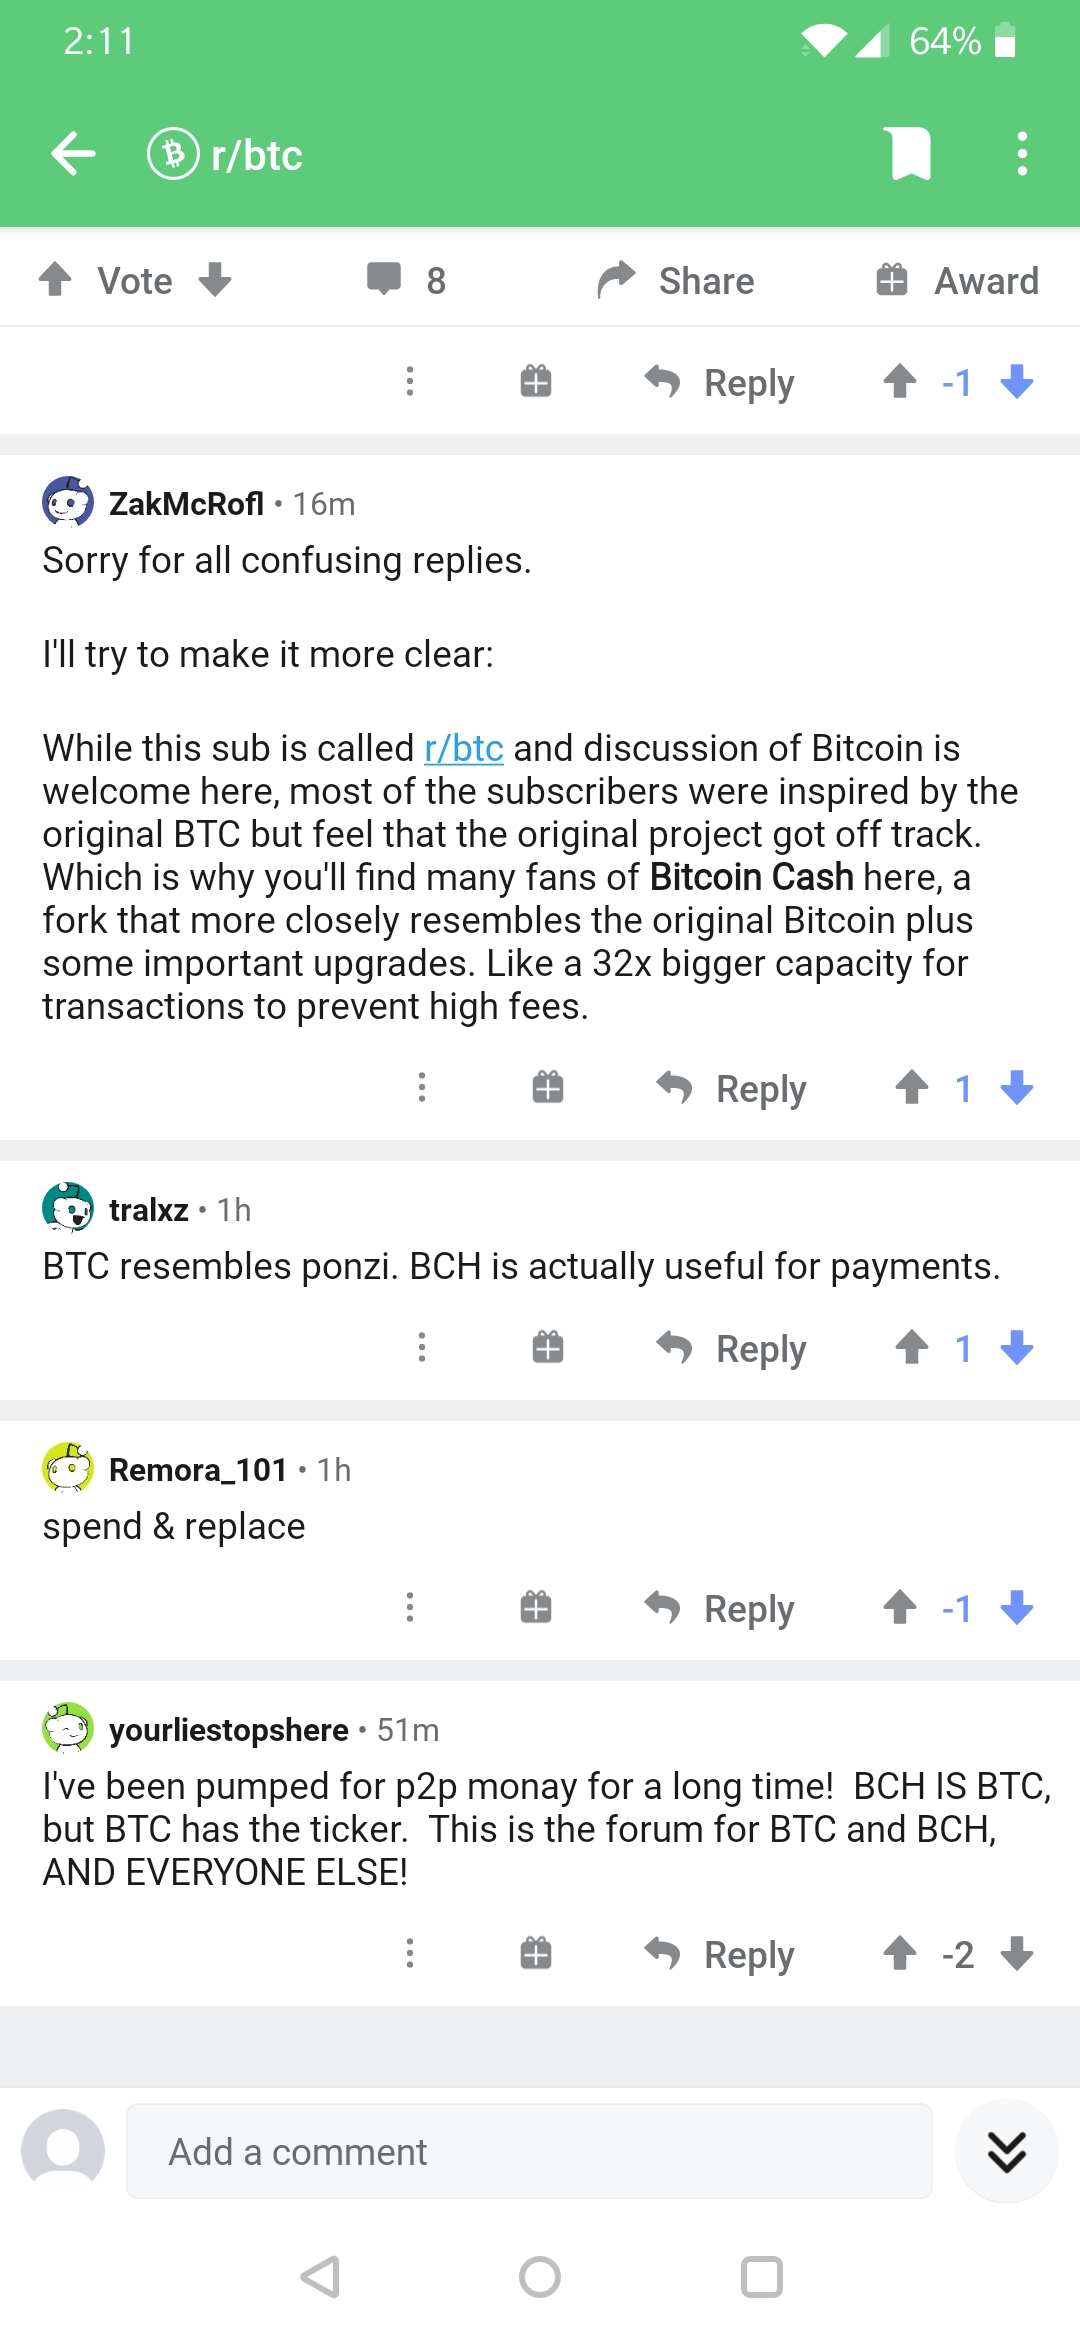 2:11
64%
r/btc
Vote
8
Share
Award
Reply
-1
ZakMcRofl • 16m
Sorry for all confusing replies.
I'll try to make it more clear:
While this sub is called r/btc and discussion of Bitcoin is
welcome here, most of the subscribers were inspired by the
original BTC but feel that the original project got off track.
Which is why you'll find many fans of Bitcoin Cash here, a
fork that more closely resembles the original Bitcoin plus
some important upgrades. Like a 32x bigger capacity for
transactions to prevent high fees.
Reply
1
tralxz • 1h
BTC resembles ponzi. BCH is actually useful for payments.
Reply
1
Remora_101 • 1h
spend & replace
Reply
-1
yourliestopshere • 51m
I've been pumped for p2p monay for a long time!  BCH IS BTC,
but BTC has the ticker.  This is the forum for BTC and BCH,
AND EVERYONE ELSE!
Reply
-2
Add a comment